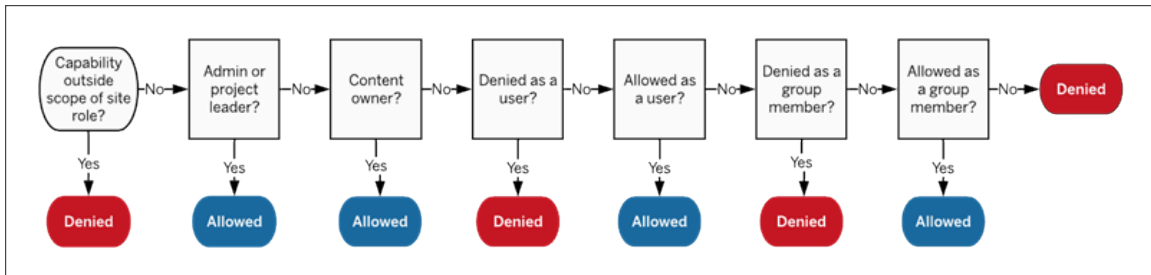 Capability
outside
scope of site
role?
No
Admin or
project
leader?
No
Content
owner?
No
Denied as a
user?
No
Allowed as
a user?
No
Denied as a
group
member?
No
Allowed as
a group
member?
No
Denied
Yes
Yes
Yes
Yes
Yes
Yes
Yes
Denied
Allowed
Allowed
Denied
Allowed
Denied
Allowed